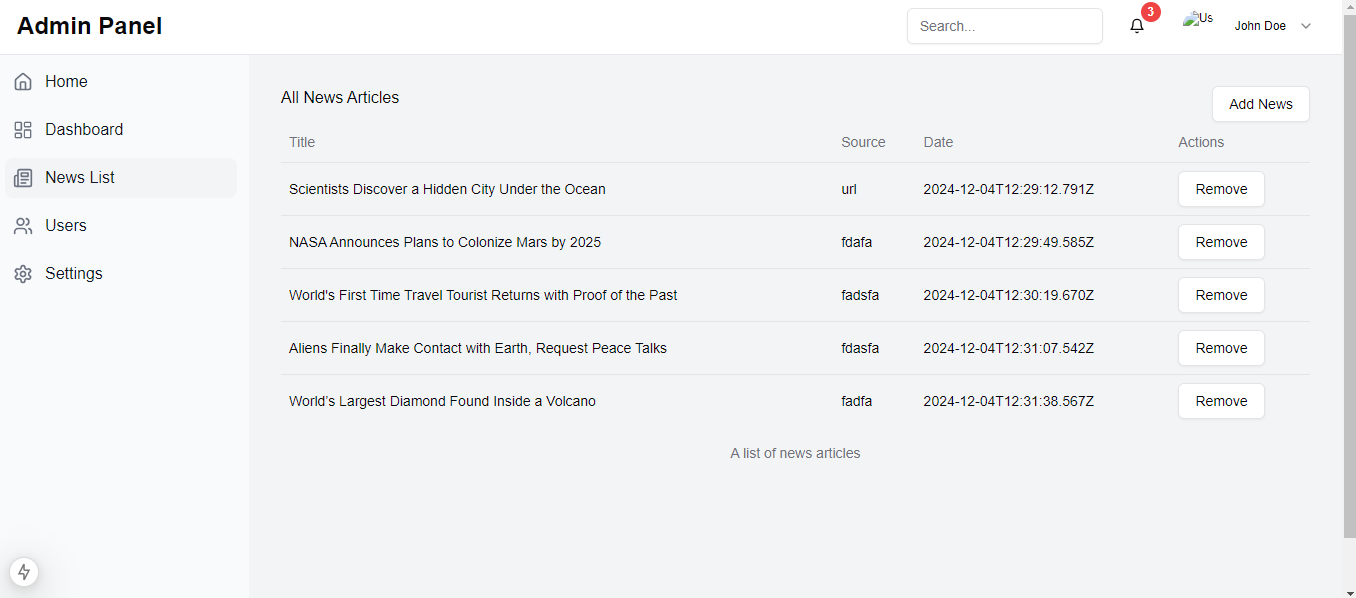 Admin Panel
Search...
3
Us
John Doe
Home
Dashboard
News List
Users
Settings
All News Articles
Add News
Title Source Date Actions
Scientists Discover a Hidden City Under the Ocean url 2024-12-04T12:29:12.791Z Remove
NASA Announces Plans to Colonize Mars by 2025 fdafa 2024-12-04T12:29:49.585Z Remove
World's First Time Travel Tourist Returns with Proof of the Past fadsfa 2024-12-04T12:30:19.670Z Remove
Aliens Finally Make Contact with Earth, Request Peace Talks fdasfa 2024-12-04T12:31:07.542Z Remove
World’s Largest Diamond Found Inside a Volcano fadfa 2024-12-04T12:31:38.567Z Remove
A list of news articles